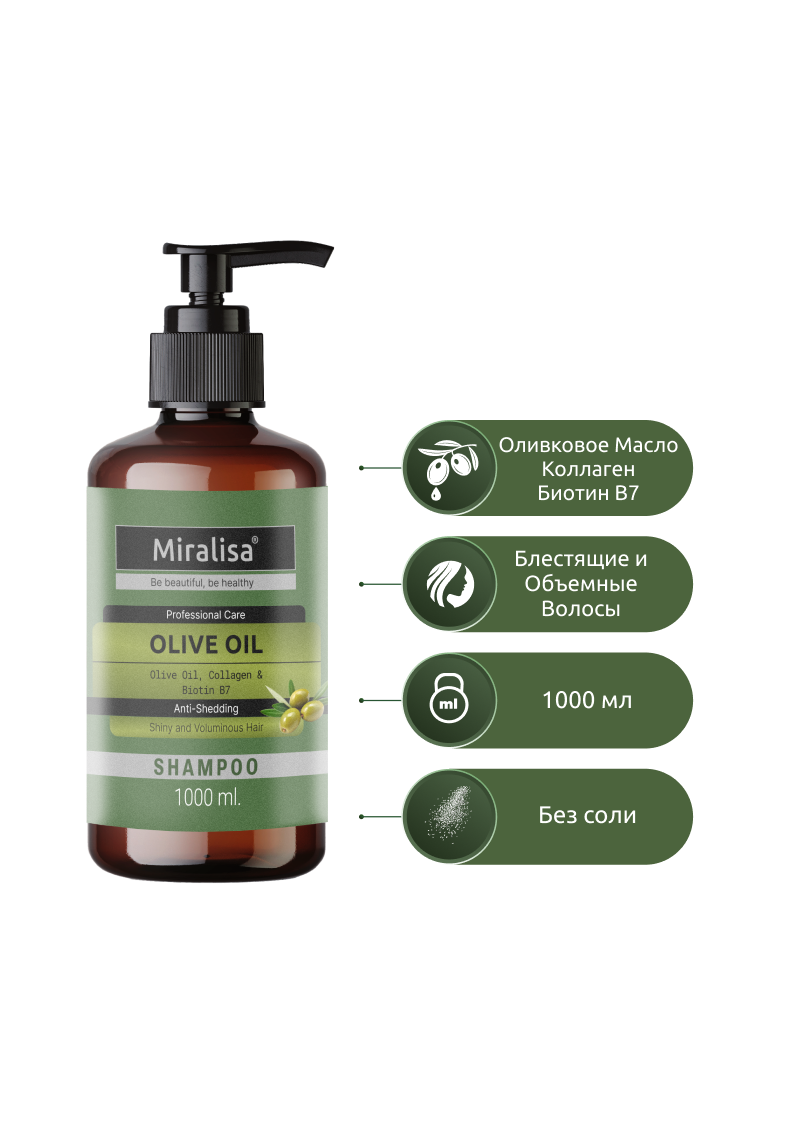 Miralisa®
Be beautiful, be healthy
Professional Care
OLIVE OIL
Olive Oil, Collagen &
Biotin B7
Anti-Shedding
Shiny and Voluminous Hair
SHAMPOO
1000 ml.
Оливковое Масло
Коллаген
Биотин B7
Блестящие и
Объемные
Волосы
ml
1000 мл
Без соли